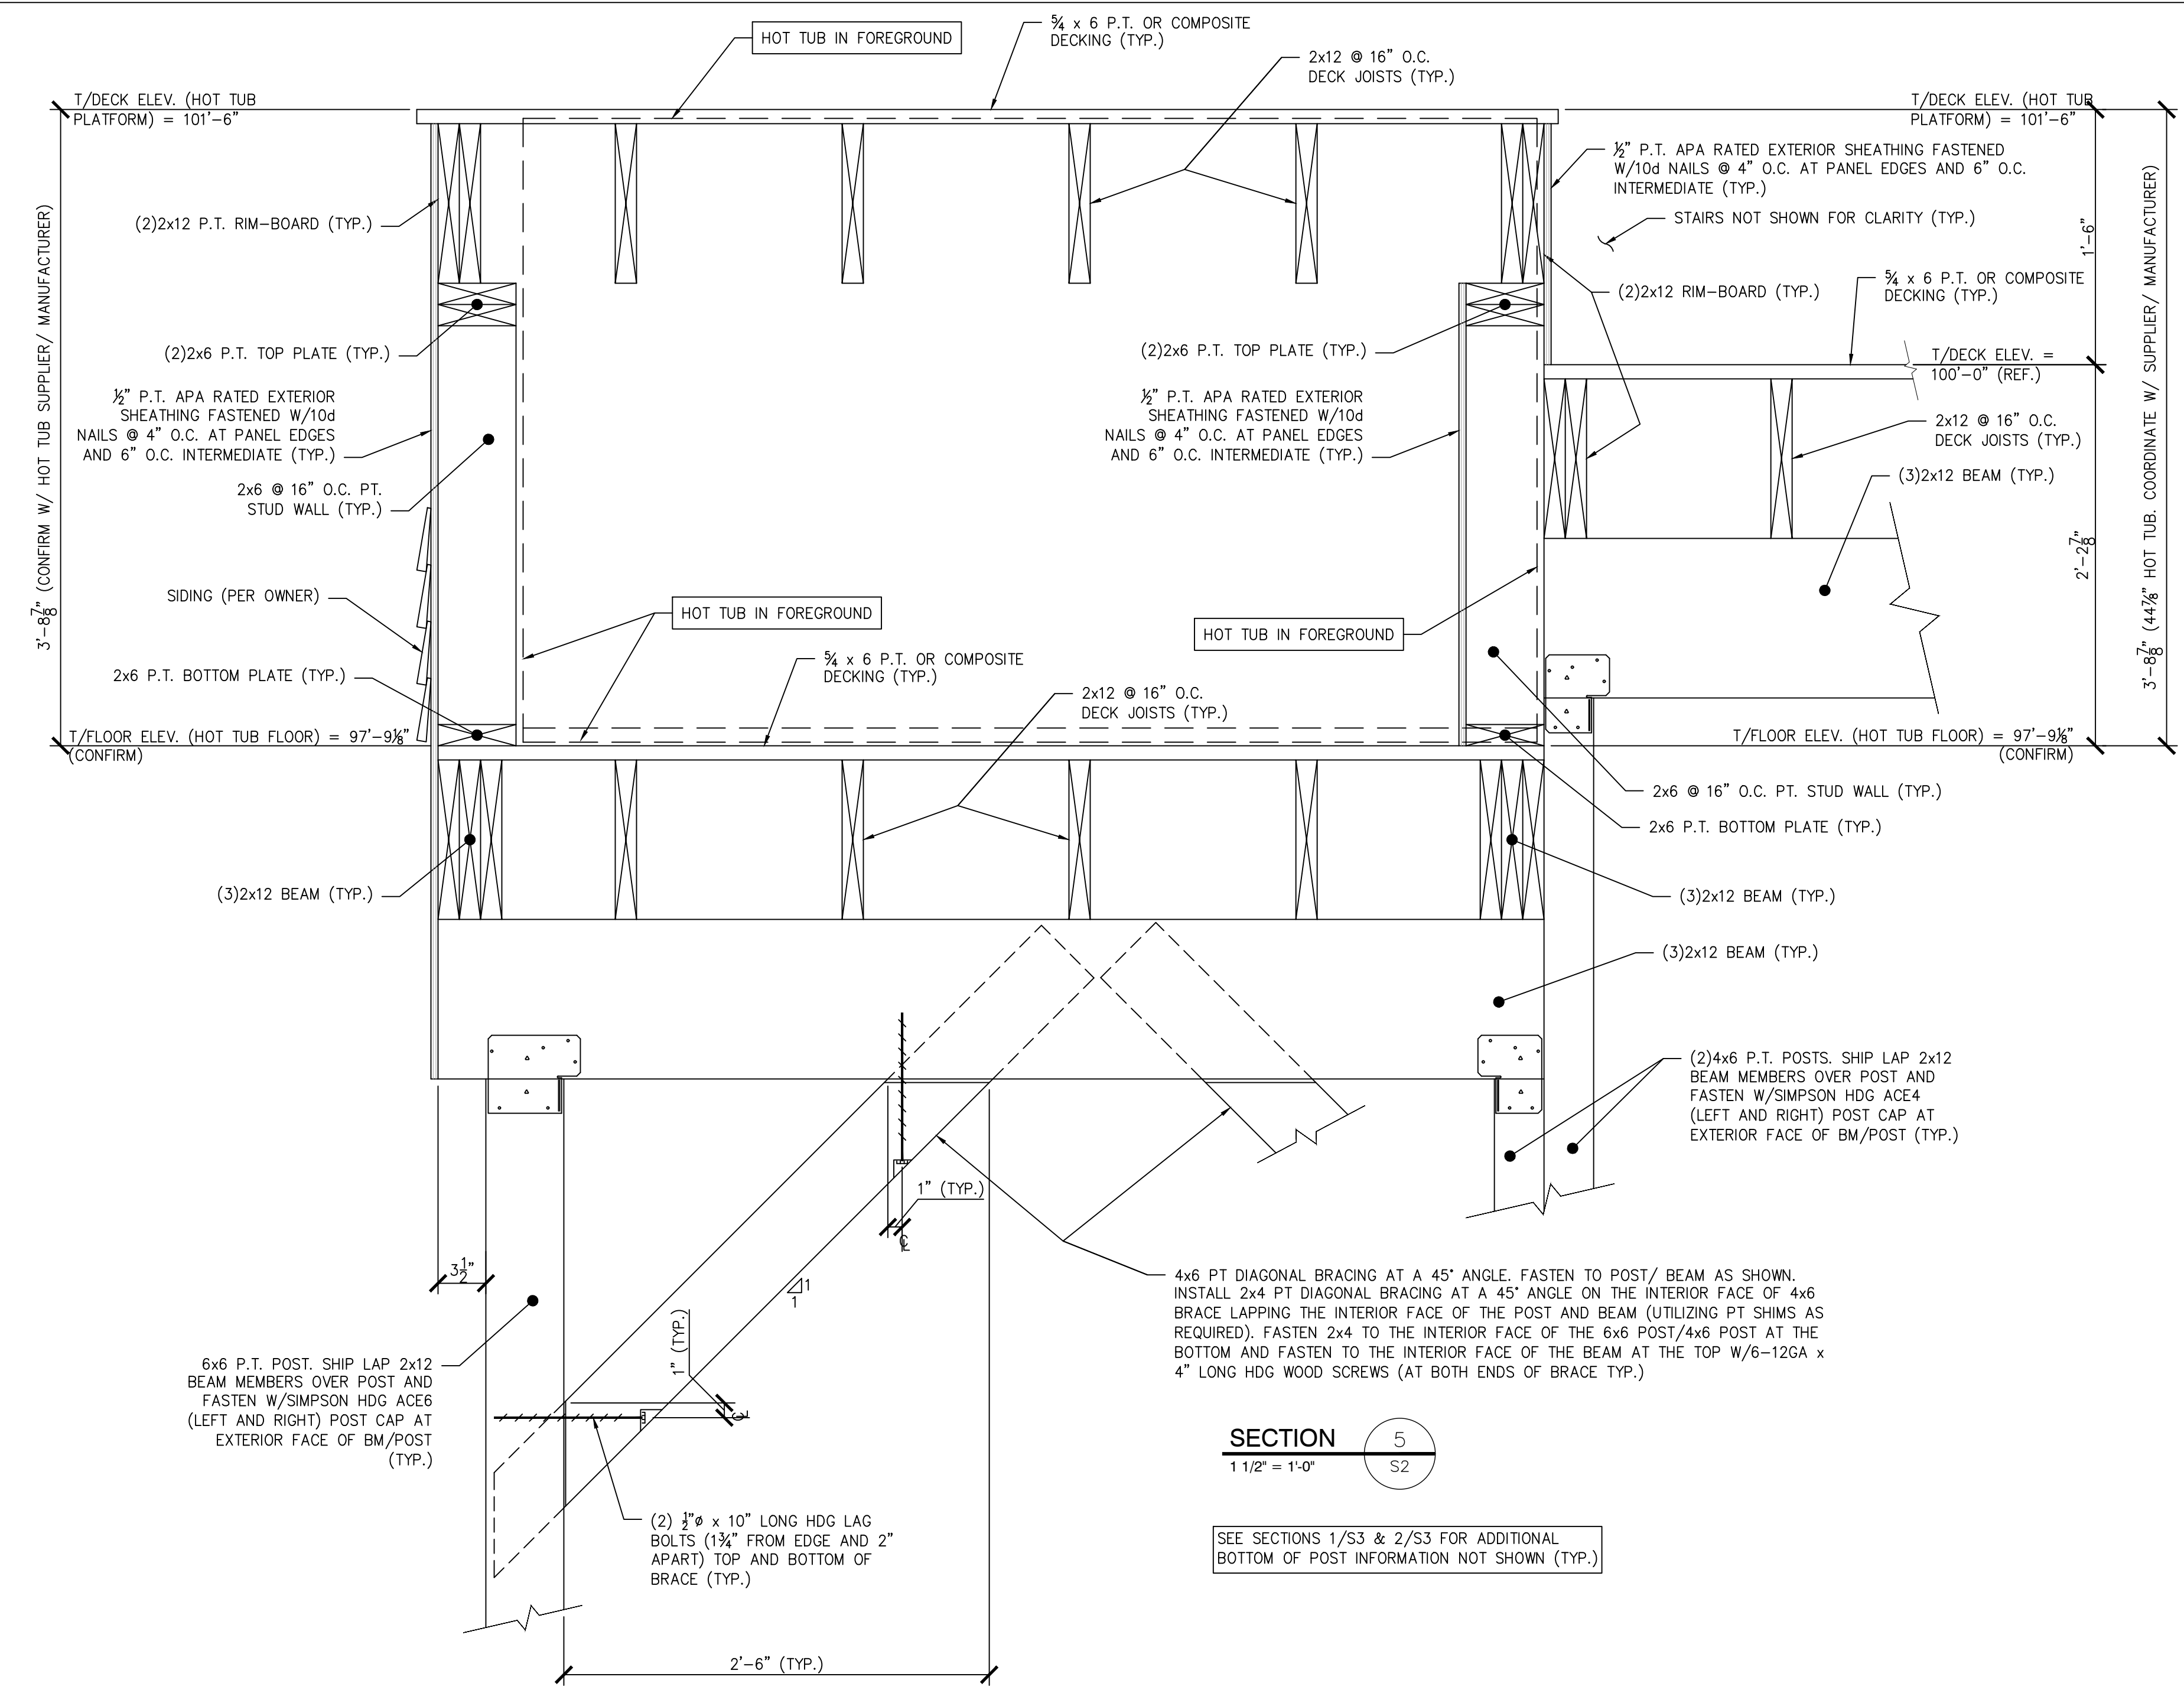 HOT TUB IN FOREGROUND
5/4 x 6 P.T. OR COMPOSITE
DECKING (TYP.)
2x12 @ 16" O.C.
DECK JOISTS (TYP.)
T/DECK ELEV. (HOT TUB
PLATFORM) = 101'-6"
T/DECK ELEV. (HOT TUB
PLATFORM) = 101'-6"
½" P.T. APA RATED EXTERIOR SHEATHING FASTENED
W/10d NAILS @ 4" O.C. AT PANEL EDGES AND 6" O.C.
INTERMEDIATE (TYP.)
STAIRS NOT SHOWN FOR CLARITY (TYP.)
(2)2x12 P.T. RIM-BOARD (TYP.)
1'-6"
5/4 x 6 P.T. OR COMPOSITE
DECKING (TYP.)
(2)2x12 RIM-BOARD (TYP.)
(2)2x6 P.T. TOP PLATE (TYP.)
(2)2x6 P.T. TOP PLATE (TYP.)
T/DECK ELEV. =
100'-0" (REF.)
½" P.T. APA RATED EXTERIOR
SHEATHING FASTENED W/10d
NAILS @ 4" O.C. AT PANEL EDGES
AND 6" O.C. INTERMEDIATE (TYP.)
½" P.T. APA RATED EXTERIOR
SHEATHING FASTENED W/10d
NAILS @ 4" O.C. AT PANEL EDGES
AND 6" O.C. INTERMEDIATE (TYP.)
2x12 @ 16" O.C.
DECK JOISTS (TYP.)
3'-8⅞" (CONFIRM W/ HOT TUB SUPPLIER/ MANUFACTURER)
3'-8⅞" (44⅞" HOT TUB. COORDINATE W/ SUPPLIER/ MANUFACTURER)
(3)2x12 BEAM (TYP.)
2x6 @ 16" O.C. PT.
STUD WALL (TYP.)
2'-2⅞"
SIDING (PER OWNER)
HOT TUB IN FOREGROUND
HOT TUB IN FOREGROUND
5/4 x 6 P.T. OR COMPOSITE
DECKING (TYP.)
2x6 P.T. BOTTOM PLATE (TYP.)
2x12 @ 16" O.C.
DECK JOISTS (TYP.)
T/FLOOR ELEV. (HOT TUB FLOOR) = 97'-9⅛"
(CONFIRM)
T/FLOOR ELEV. (HOT TUB FLOOR) = 97'-9⅛"
(CONFIRM)
2x6 @ 16" O.C. PT. STUD WALL (TYP.)
2x6 P.T. BOTTOM PLATE (TYP.)
(3)2x12 BEAM (TYP.)
(3)2x12 BEAM (TYP.)
(3)2x12 BEAM (TYP.)
(2)4x6 P.T. POSTS. SHIP LAP 2x12
BEAM MEMBERS OVER POST AND
FASTEN W/SIMPSON HDG ACE4
(LEFT AND RIGHT) POST CAP AT
EXTERIOR FACE OF BM/POST (TYP.)
1" (TYP.)
℄
3½"
1
1
4x6 PT DIAGONAL BRACING AT A 45° ANGLE. FASTEN TO POST/ BEAM AS SHOWN.
INSTALL 2x4 PT DIAGONAL BRACING AT A 45° ANGLE ON THE INTERIOR FACE OF 4x6
BRACE LAPPING THE INTERIOR FACE OF THE POST AND BEAM (UTILIZING PT SHIMS AS
REQUIRED). FASTEN 2x4 TO THE INTERIOR FACE OF THE 6x6 POST/4x6 POST AT THE
BOTTOM AND FASTEN TO THE INTERIOR FACE OF THE BEAM AT THE TOP W/6-12GA x
4" LONG HDG WOOD SCREWS (AT BOTH ENDS OF BRACE TYP.)
1" (TYP.)
℄
6x6 P.T. POST. SHIP LAP 2x12
BEAM MEMBERS OVER POST AND
FASTEN W/SIMPSON HDG ACE6
(LEFT AND RIGHT) POST CAP AT
EXTERIOR FACE OF BM/POST
(TYP.)
SECTION
1 1/2" = 1'-0"
5
S2
(2) ½"ø x 10" LONG HDG LAG
BOLTS (1¾" FROM EDGE AND 2"
APART) TOP AND BOTTOM OF
BRACE (TYP.)
SEE SECTIONS 1/S3 & 2/S3 FOR ADDITIONAL
BOTTOM OF POST INFORMATION NOT SHOWN (TYP.)
2'-6" (TYP.)